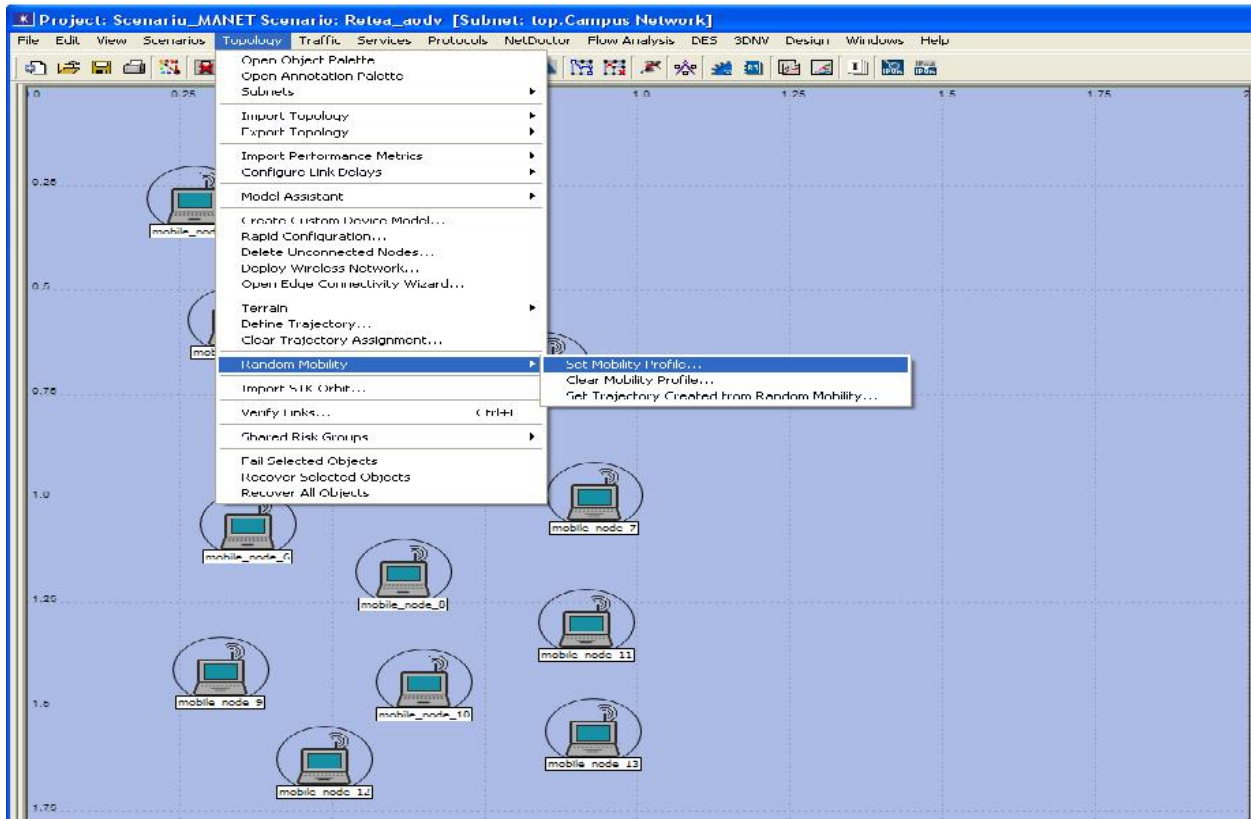 Project: Scenariu_MANET Scenario: Retea_aodv [Subnet: top.Campus Network]
File Edit View Scenarios Topology Traffic Services Protocols NetDoctor Flow Analysis DES 3DNV Design Windows Help
Open Object Palette
Open Annotation Palette
Subnets
Import Topology
Export Topology
Import Performance Metrics
Configure Link Delays
Model Assistant
Create Custom Device Model...
Rapid Configuration...
Delete Unconnected Nodes...
Deploy Wireless Network...
Open Edge Connectivity Wizard...
Terrain
Define Trajectory...
Clear Trajectory Assignment...
Random Mobility
Import STK Orbit...
Verify Links... Ctrl+L
Shared Risk Groups
Fail Selected Objects
Recover Selected Objects
Recover All Objects
Set Mobility Profile...
Clear Mobility Profile...
Set Trajectory Created from Random Mobility...
0.25 1.0 1.25 1.5 1.75
0.25
mobile_nod
0.5
mob
0.75
1.0
mobile_node_7
mobile_node_6
mobile_node_8
1.25
mobile_node_11
mobile_node_9
1.5
mobile_node_10
mobile_node_13
mobile_node_12
1.75